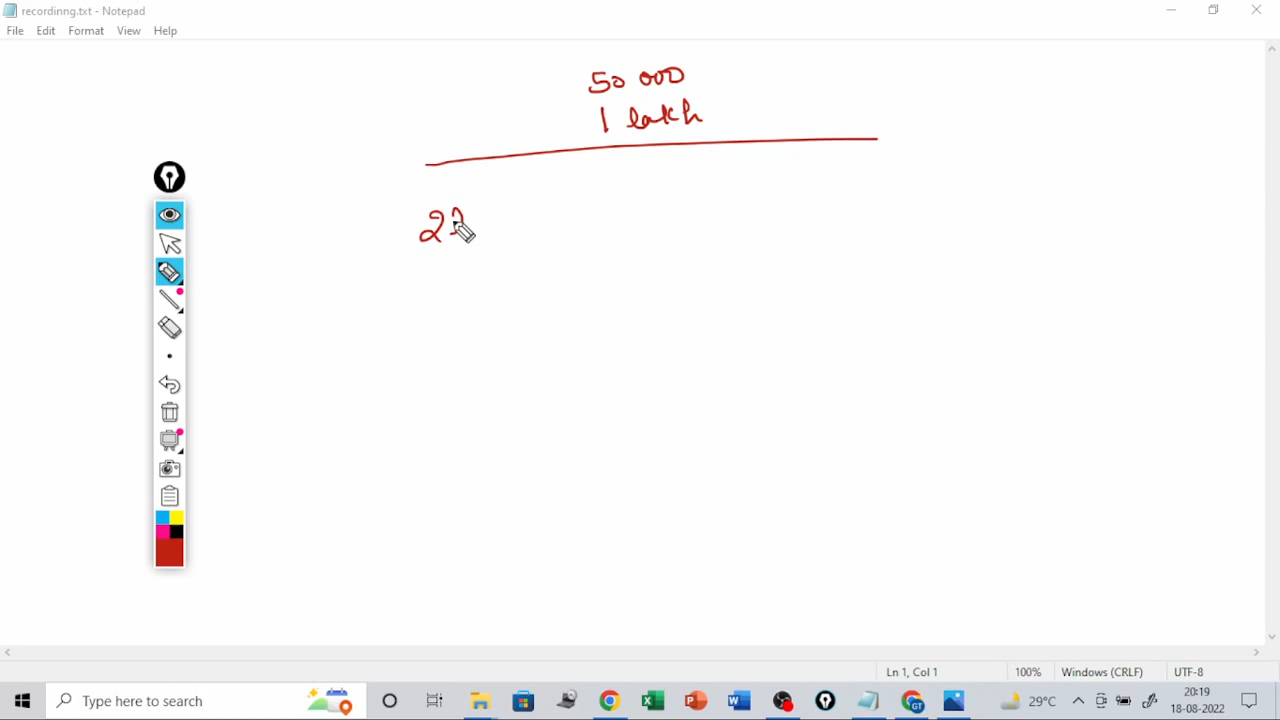 recordinng.txt - Notepad
File Edit Format View Help
50 000
1 lakh
Ln 1, Col 1 100% Windows (CRLF) UTF-8
Type here to search
29°C
20:19
18-08-2022